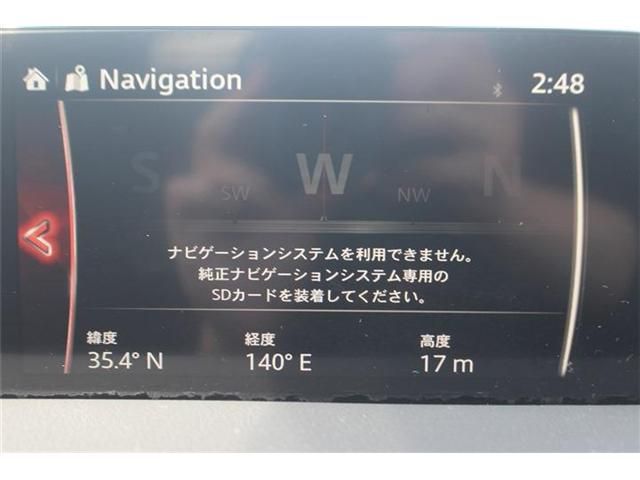 Navigation
2:48
S SW W NW N
ナビゲーションシステムを利用できません。
純正ナビゲーションシステム専用の
SDカードを装着してください。
緯度 経度 高度
35.4° N 140° E 17 m